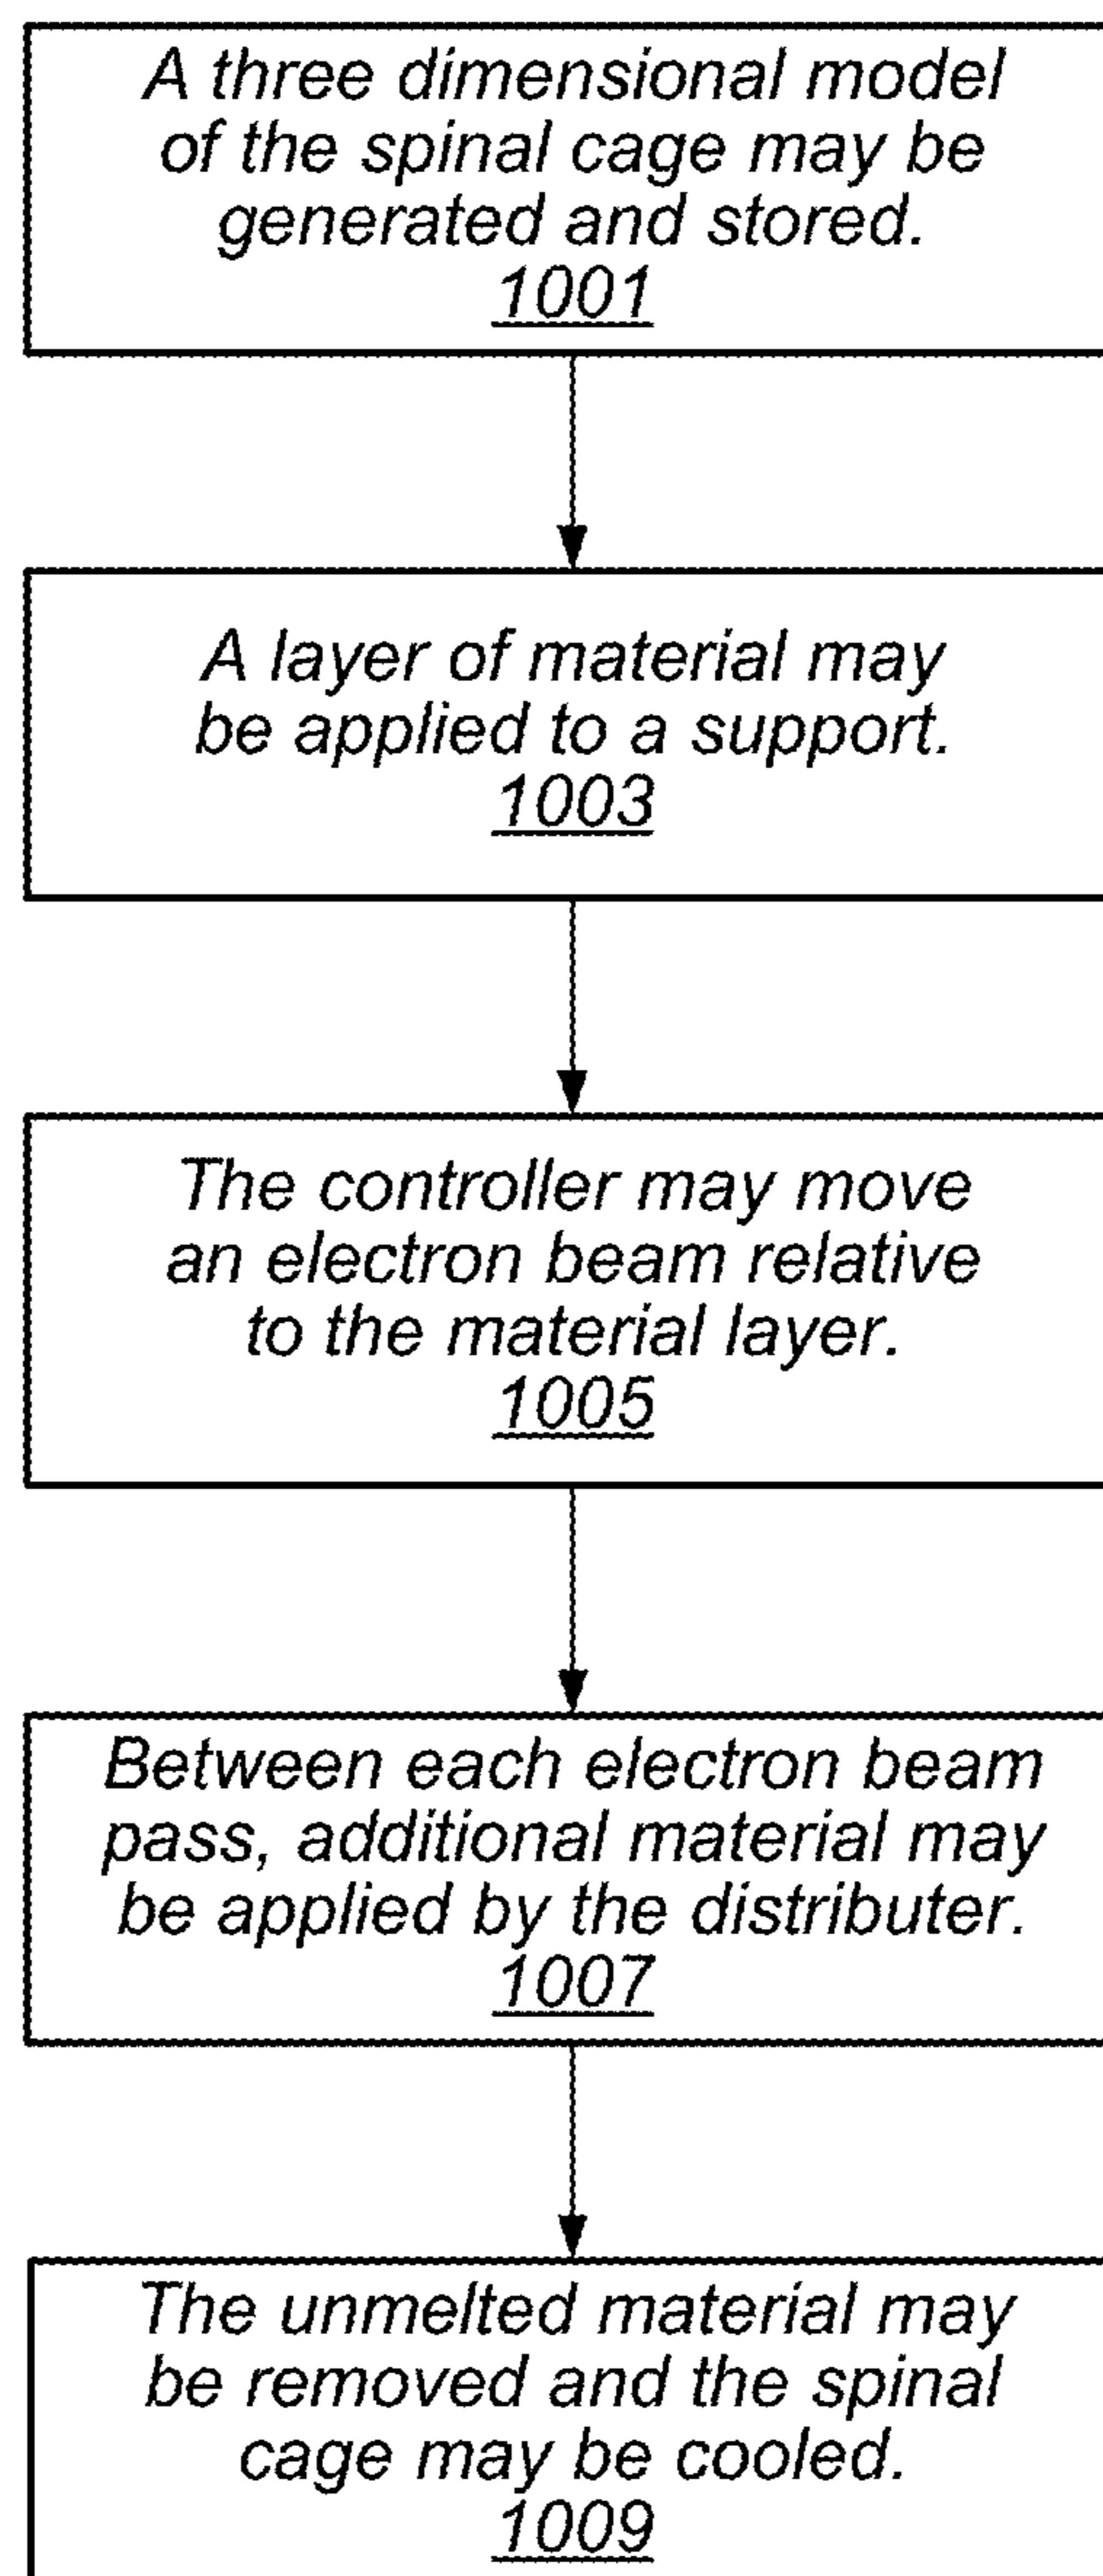 A three dimensional model
of the spinal cage may be
generated and stored.
1001
A layer of material may
be applied to a support.
1003
The controller may move
an electron beam relative
to the material layer.
1005
Between each electron beam
pass, additional material may
be applied by the distributer.
1007
The unmelted material may
be removed and the spinal
cage may be cooled.
1009